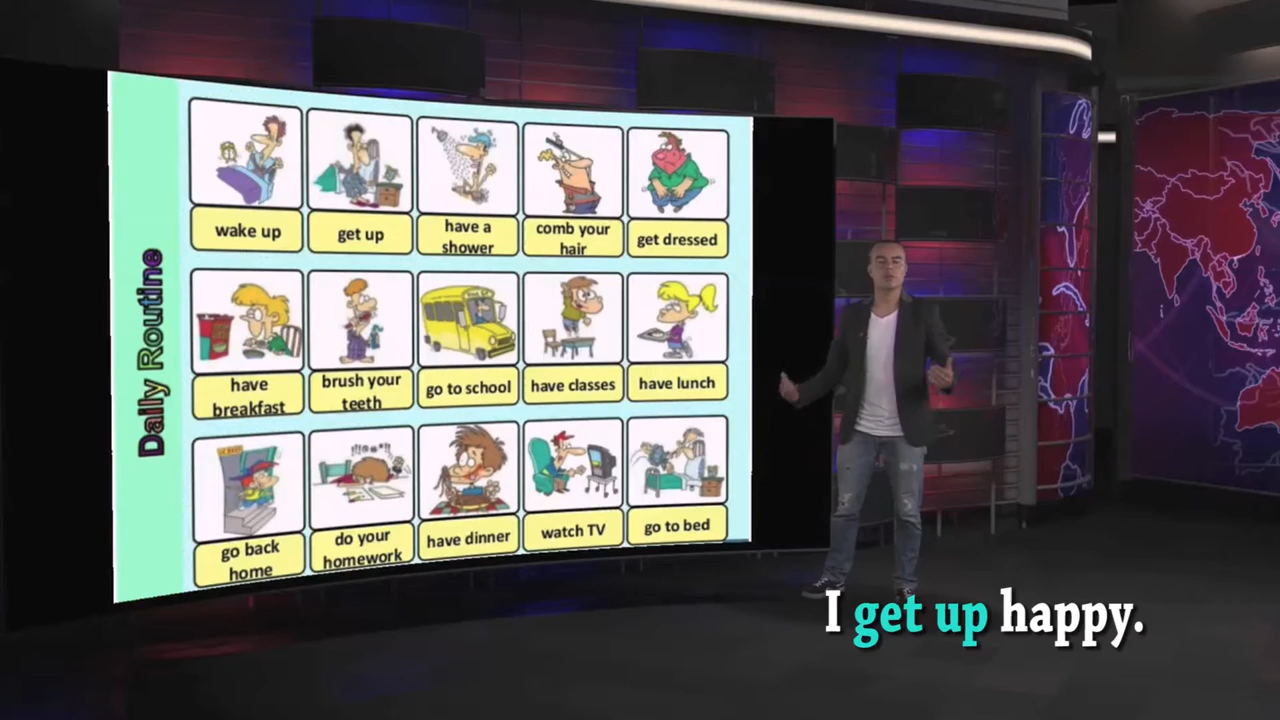 Daily Routine
wake up
get up
have a
shower
comb your
hair
get dressed
have
breakfast
brush your
teeth
go to school
have classes
have lunch
go back
home
do your
homework
have dinner
watch TV
go to bed
I get up happy.